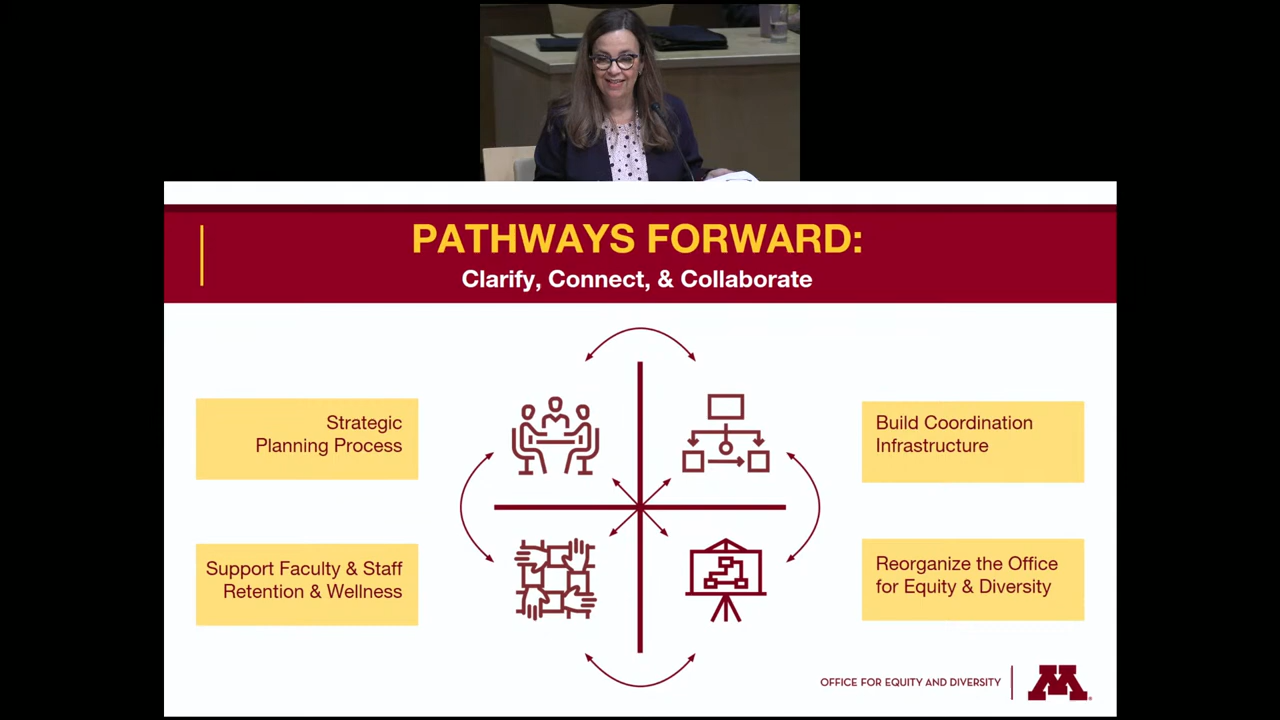 PATHWAYS FORWARD:
Clarify, Connect, & Collaborate
Strategic
Planning Process
Build Coordination
Infrastructure
Support Faculty & Staff
Retention & Wellness
Reorganize the Office
for Equity & Diversity
OFFICE FOR EQUITY AND DIVERSITY
M